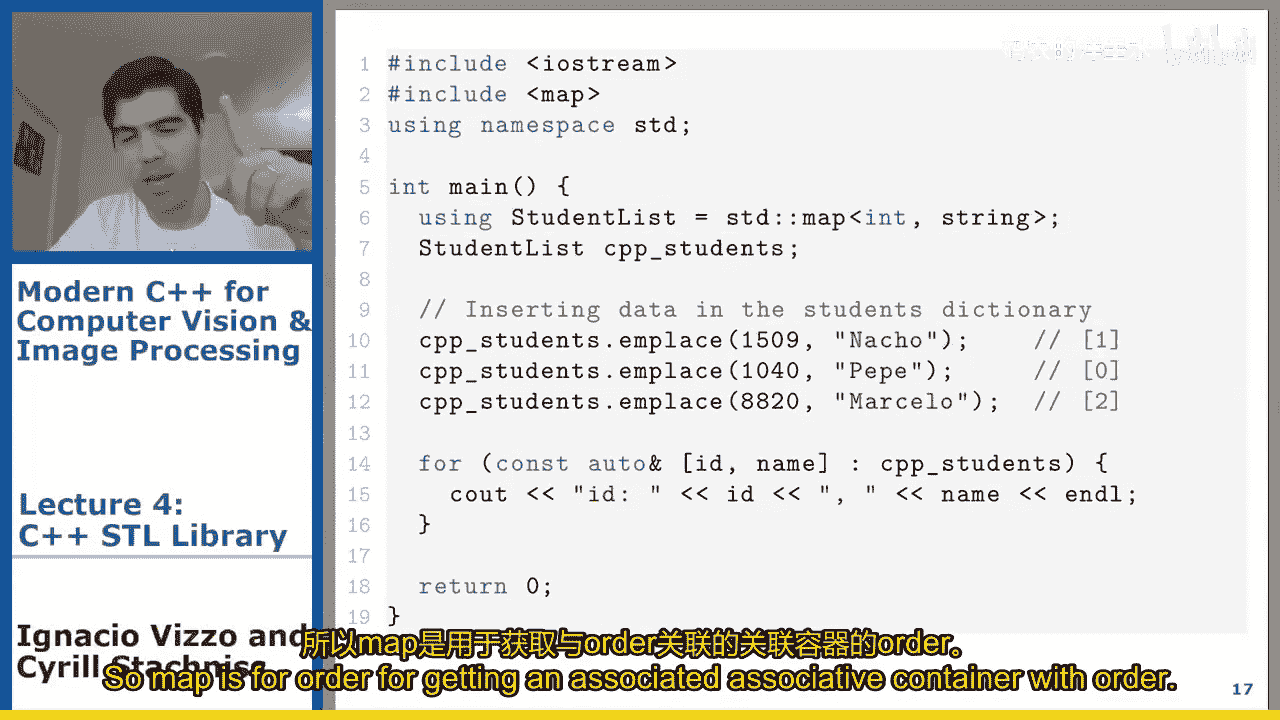 Modern C++ for
Computer Vision &
Image Processing
Lecture 4:
C++ STL Library
Ignacio Vizzo and
Cyrill Stachniss
1 #include <iostream>
2 #include <map>
3 using namespace std;
4
5 int main() {
6 using StudentList = std::map<int, string>;
7 StudentList cpp_students;
8
9 // Inserting data in the students dictionary
10 cpp_students.emplace(1509, "Nacho"); // [1]
11 cpp_students.emplace(1040, "Pepe"); // [0]
12 cpp_students.emplace(8820, "Marcelo"); // [2]
13
14 for (const auto& [id, name] : cpp_students) {
15 cout << "id: " << id << ", " << name << endl;
16 }
17
18 return 0;
19 }
所以map是用于获取与order关联的关联容器的order。
So map is for order for getting an associated associative container with order.
17